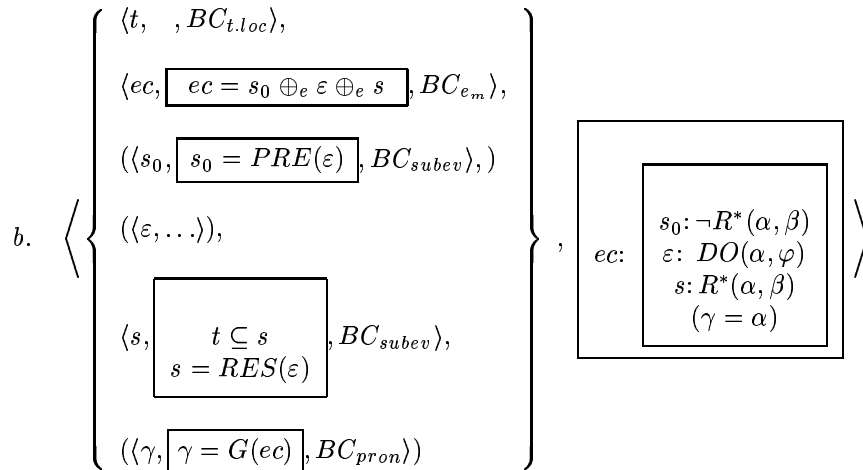 ⟨t, , BC_{t.loc}⟩,
⟨ec, ec = s_0 ⊕_e ε ⊕_e s , BC_{e_m}⟩,
(⟨s_0, s_0 = PRE(ε) , BC_{subev}⟩, )
b. ⟨ { (⟨ε, …⟩), } , ec: s_0: ¬R*(α, β) ⟩
ε: DO(α, φ)
s: R*(α, β)
(γ = α)
⟨s, t ⊆ s , BC_{subev}⟩,
s = RES(ε)
(⟨γ, γ = G(ec) , BC_{pron}⟩)